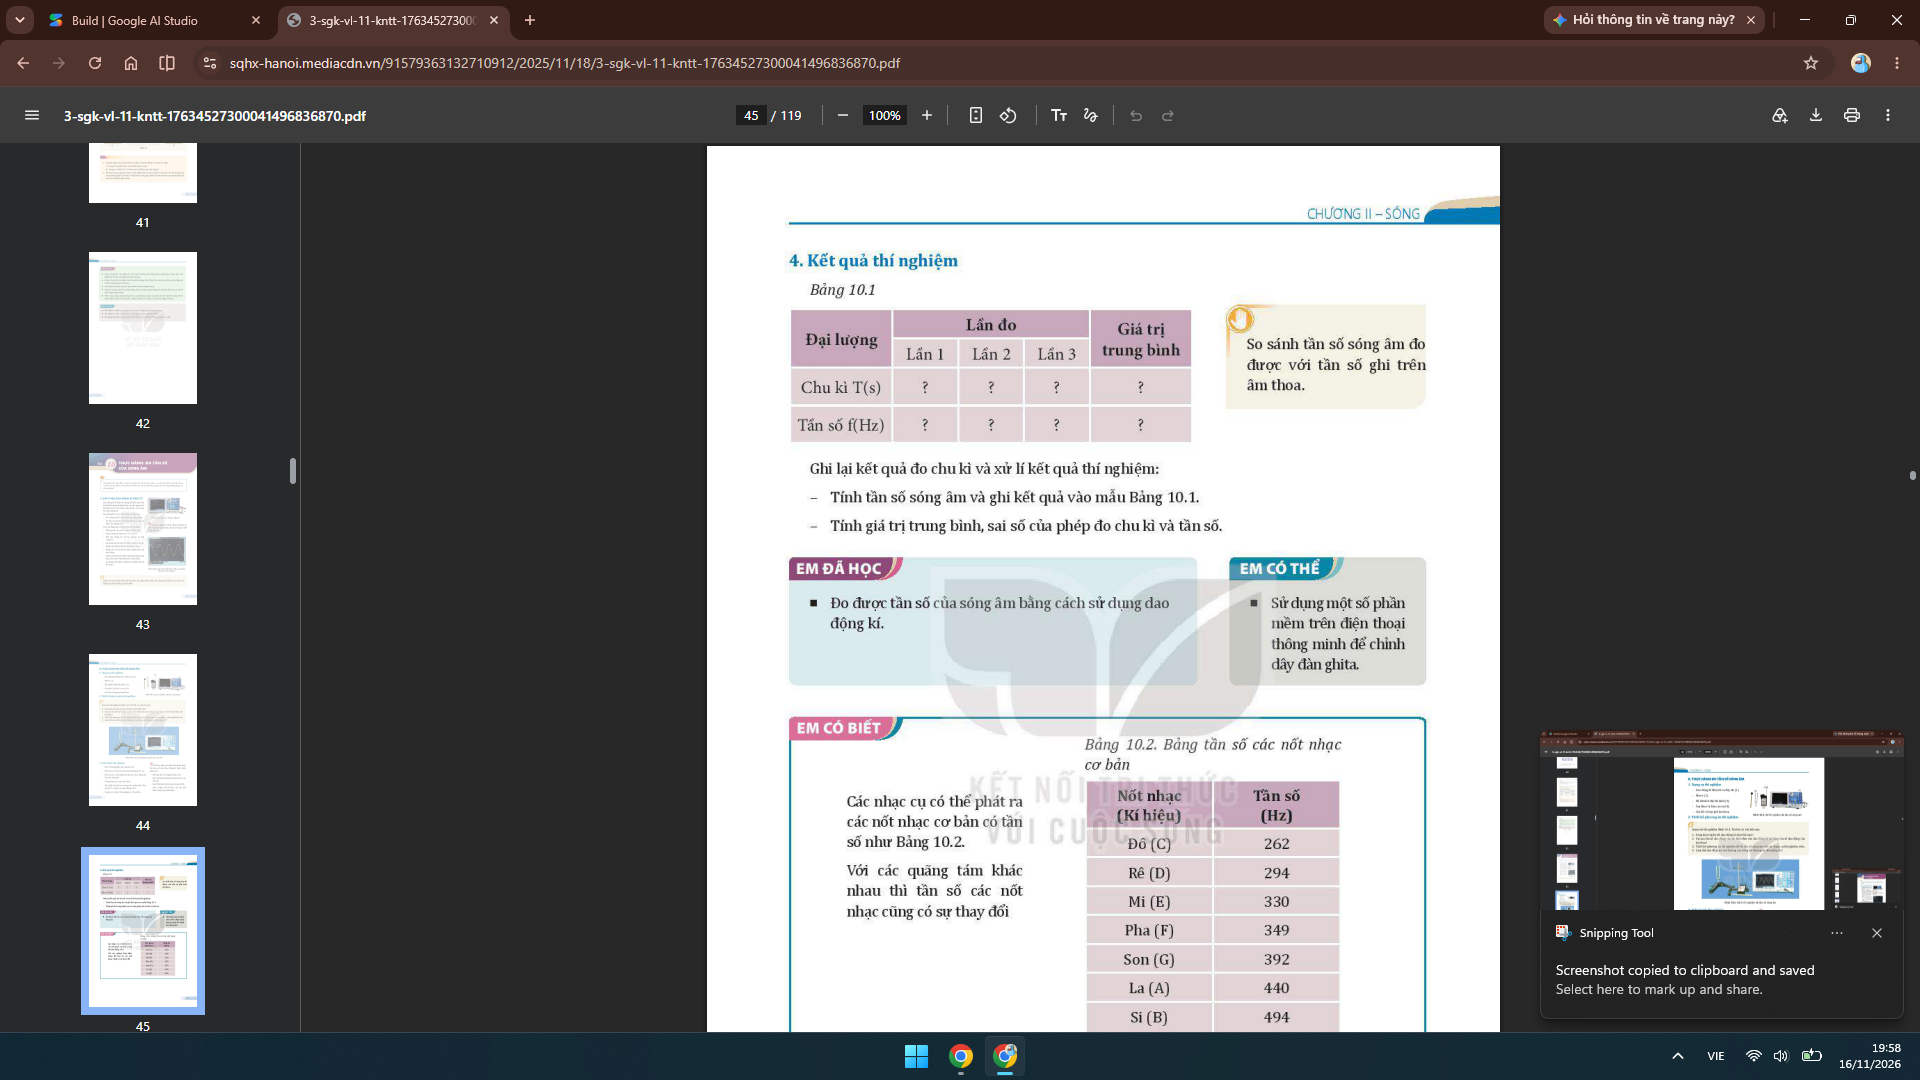 Build | Google AI Studio
3-sgk-vl-11-kntt-1763452730004
Hỏi thông tin về trang này?
sqhx-hanoi.mediacdn.vn/91579363132710912/2025/11/18/3-sgk-vl-11-kntt-17634527300041496836870.pdf
3-sgk-vl-11-kntt-17634527300041496836870.pdf
45 / 119
100%
41
42
43
44
45
CHƯƠNG II – SÓNG
4. Kết quả thí nghiệm
Bảng 10.1
Đại lượng
Lần đo
Giá trị trung bình
Lần 1 Lần 2 Lần 3
Chu kì T(s) ? ? ? ?
Tần số f(Hz) ? ? ? ?
So sánh tần số sóng âm đo
được với tần số ghi trên
âm thoa.
Ghi lại kết quả đo chu kì và xử lí kết quả thí nghiệm:
– Tính tần số sóng âm và ghi kết quả vào mẫu Bảng 10.1.
– Tính giá trị trung bình, sai số của phép đo chu kì và tần số.
EM ĐÃ HỌC
Đo được tần số của sóng âm bằng cách sử dụng dao
động kí.
EM CÓ THỂ
Sử dụng một số phần
mềm trên điện thoại
thông minh để chỉnh
dây đàn ghita.
EM CÓ BIẾT
Các nhạc cụ có thể phát ra
các nốt nhạc cơ bản có tần
số như Bảng 10.2.
Với các quãng tám khác
nhau thì tần số các nốt
nhạc cũng có sự thay đổi
Bảng 10.2. Bảng tần số các nốt nhạc
cơ bản
Nốt nhạc (Kí hiệu) Tần số (Hz)
Đô (C) 262
Rê (D) 294
Mi (E) 330
Pha (F) 349
Son (G) 392
La (A) 440
Si (B) 494
KẾT NỐI TRI THỨC
VỚI CUỘC SỐNG
Snipping Tool
Screenshot copied to clipboard and saved
Select here to mark up and share.
VIE
19:58
16/11/2026